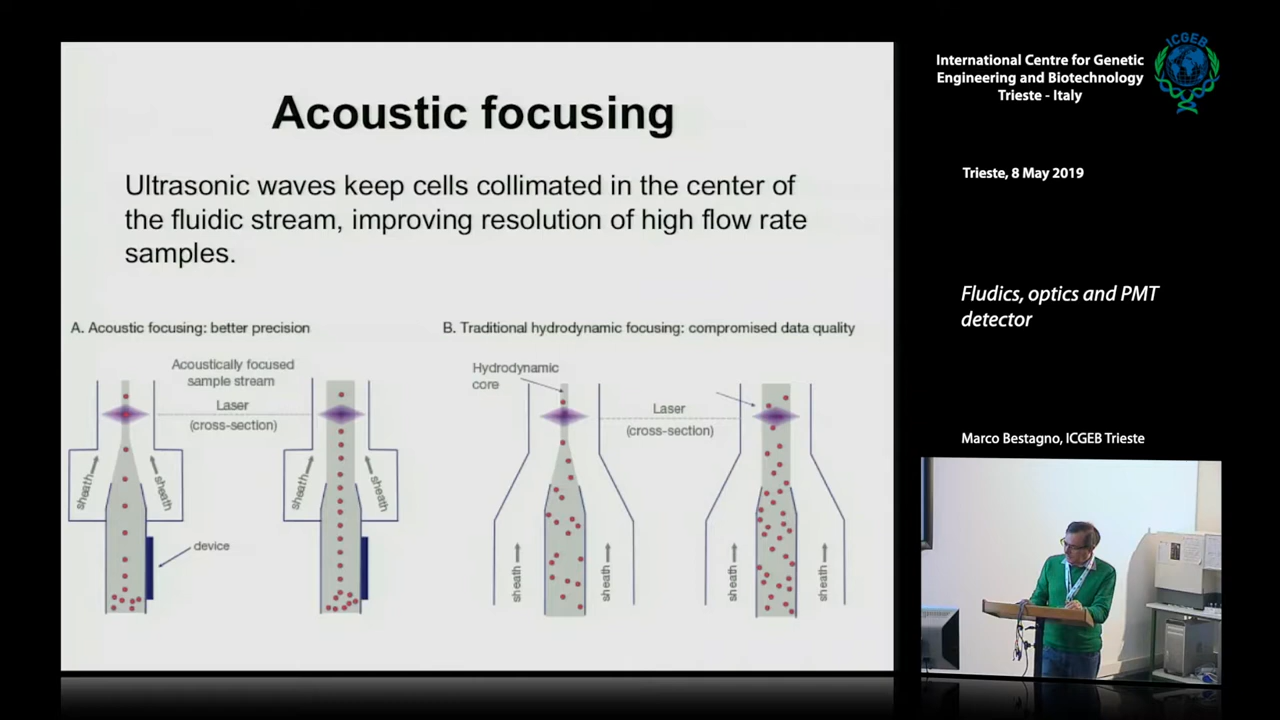 Acoustic focusing
Ultrasonic waves keep cells collimated in the center of
the fluidic stream, improving resolution of high flow rate
samples.
A. Acoustic focusing: better precision
Acoustically focused
sample stream
Laser
(cross-section)
sheath
sheath
sheath
sheath
device
B. Traditional hydrodynamic focusing: compromised data quality
Hydrodynamic
core
Laser
(cross-section)
sheath
sheath
sheath
sheath
International Centre for Genetic
Engineering and Biotechnology
Trieste - Italy
ICGEB
Trieste, 8 May 2019
Fludics, optics and PMT
detector
Marco Bestagno, ICGEB Trieste